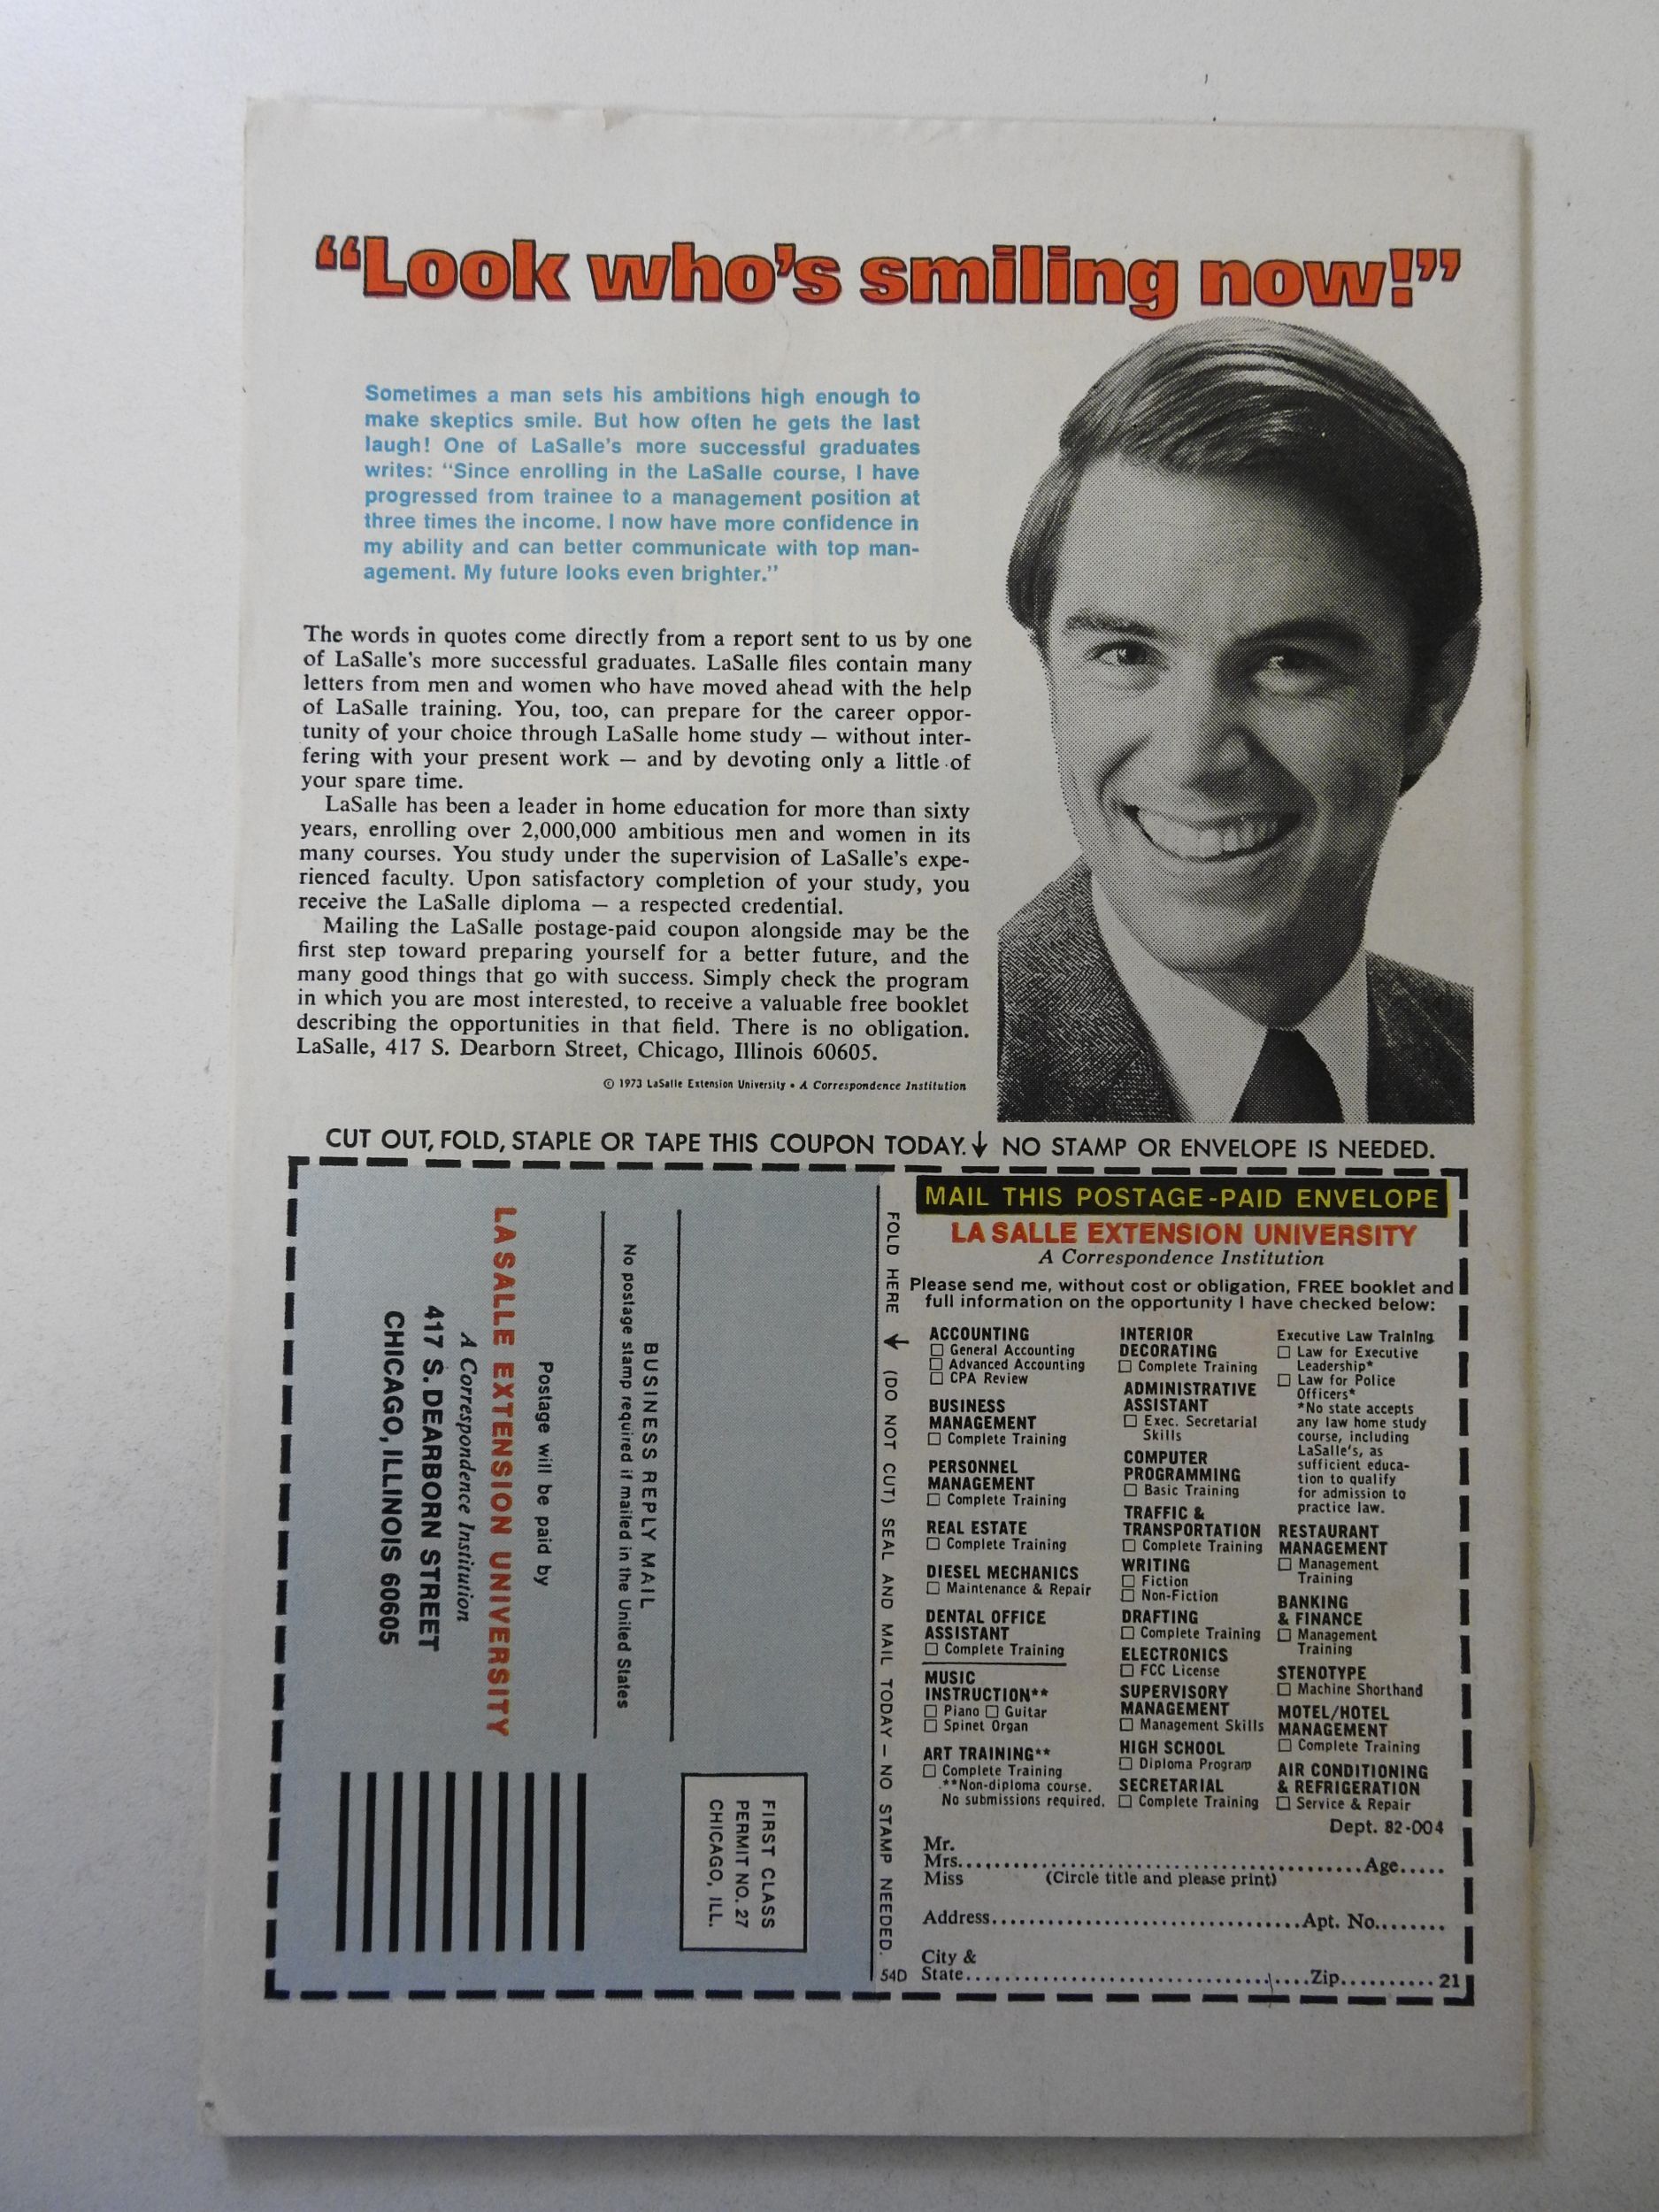 “Look who’s smiling now!”
Sometimes a man sets his ambitions high enough to
make skeptics smile. But how often he gets the last
laugh! One of LaSalle’s more successful graduates
writes: “Since enrolling in the LaSalle course, I have
progressed from trainee to a management position at
three times the income. I now have more confidence in
my ability and can better communicate with top man-
agement. My future looks even brighter.”
The words in quotes come directly from a report sent to us by one
of LaSalle’s more successful graduates. LaSalle files contain many
letters from men and women who have moved ahead with the help
of LaSalle training. You, too, can prepare for the career oppor-
tunity of your choice through LaSalle home study — without inter-
fering with your present work — and by devoting only a little of
your spare time.
LaSalle has been a leader in home education for more than sixty
years, enrolling over 2,000,000 ambitious men and women in its
many courses. You study under the supervision of LaSalle’s expe-
rienced faculty. Upon satisfactory completion of your study, you
receive the LaSalle diploma — a respected credential.
Mailing the LaSalle postage-paid coupon alongside may be the
first step toward preparing yourself for a better future, and the
many good things that go with success. Simply check the program
in which you are most interested, to receive a valuable free booklet
describing the opportunities in that field. There is no obligation.
LaSalle, 417 S. Dearborn Street, Chicago, Illinois 60605.
© 1973 LaSalle Extension University • A Correspondence Institution
CUT OUT, FOLD, STAPLE OR TAPE THIS COUPON TODAY. ↓ NO STAMP OR ENVELOPE IS NEEDED.
FIRST CLASS
PERMIT NO. 27
CHICAGO, ILL.
BUSINESS REPLY MAIL
No postage stamp required if mailed in the United States
Postage will be paid by
LA SALLE EXTENSION UNIVERSITY
A Correspondence Institution
417 S. DEARBORN STREET
CHICAGO, ILLINOIS 60605
FOLD HERE ↓ (DO NOT CUT) SEAL AND MAIL TODAY — NO STAMP NEEDED.
54D
MAIL THIS POSTAGE-PAID ENVELOPE
LA SALLE EXTENSION UNIVERSITY
A Correspondence Institution
Please send me, without cost or obligation, FREE booklet and
full information on the opportunity I have checked below:
ACCOUNTING
☐ General Accounting
☐ Advanced Accounting
☐ CPA Review
BUSINESS
MANAGEMENT
☐ Complete Training
PERSONNEL
MANAGEMENT
☐ Complete Training
REAL ESTATE
☐ Complete Training
DIESEL MECHANICS
☐ Maintenance & Repair
DENTAL OFFICE
ASSISTANT
☐ Complete Training
MUSIC
INSTRUCTION**
☐ Piano ☐ Guitar
☐ Spinet Organ
ART TRAINING**
☐ Complete Training
**Non-diploma course.
No submissions required.
INTERIOR
DECORATING
☐ Complete Training
ADMINISTRATIVE
ASSISTANT
☐ Exec. Secretarial
Skills
COMPUTER
PROGRAMMING
☐ Basic Training
TRAFFIC &
TRANSPORTATION
☐ Complete Training
WRITING
☐ Fiction
☐ Non-Fiction
DRAFTING
☐ Complete Training
ELECTRONICS
☐ FCC License
SUPERVISORY
MANAGEMENT
☐ Management Skills
HIGH SCHOOL
☐ Diploma Program
SECRETARIAL
☐ Complete Training
Executive Law Training
☐ Law for Executive
Leadership*
☐ Law for Police
Officers*
*No state accepts
any law home study
course, including
LaSalle’s, as
sufficient educa-
tion to qualify
for admission to
practice law.
RESTAURANT
MANAGEMENT
☐ Management
Training
BANKING
& FINANCE
☐ Management
Training
STENOTYPE
☐ Machine Shorthand
MOTEL/HOTEL
MANAGEMENT
☐ Complete Training
AIR CONDITIONING
& REFRIGERATION
☐ Service & Repair
Dept. 82-004
Mr.
Mrs. Age
Miss (Circle title and please print)
Address Apt. No.
City &
State Zip 21